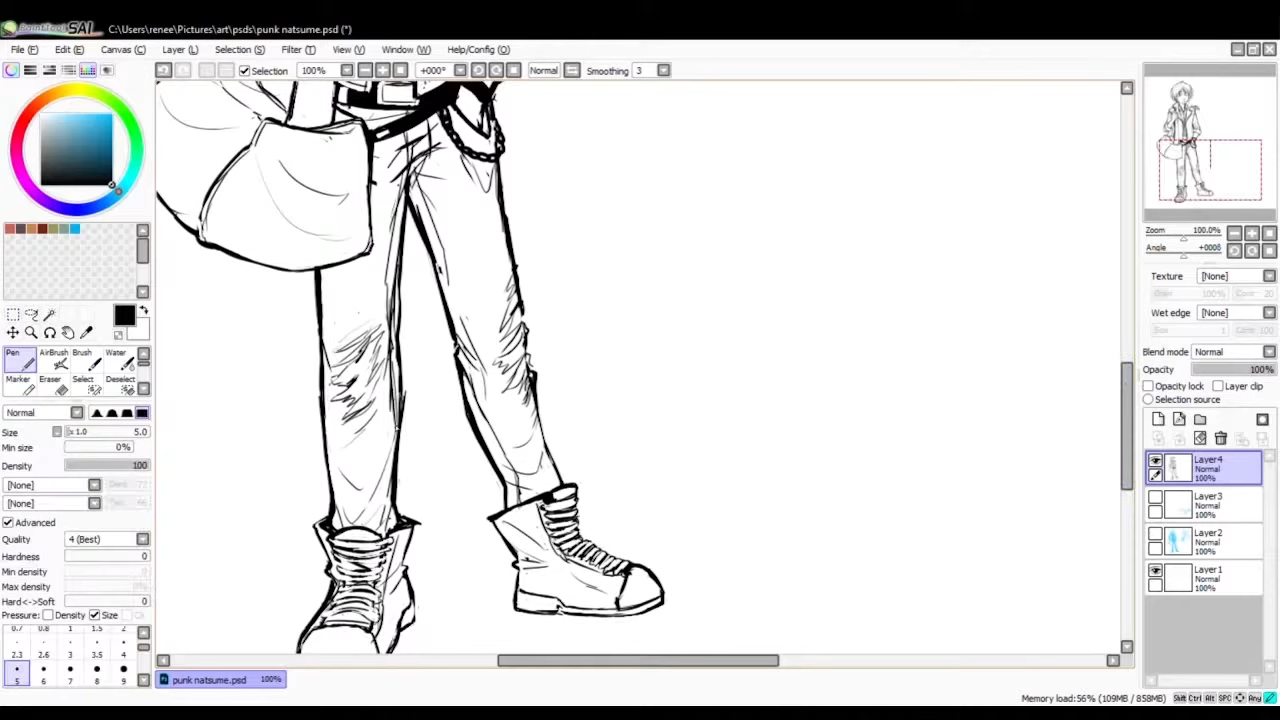 PaintTool SAI C:\Users\renee\Pictures\art\psds\punk natsume.psd (*)
File (F) Edit (E) Canvas (C) Layer (L) Selection (S) Filter (T) View (V) Window (W) Help/Config (O)
Selection 100% +000° Normal Smoothing 3
Zoom 100.0%
Angle
Texture [None]
Wet edge [None]
Blend mode Normal
Opacity 100%
Opacity lock Layer clip
Selection source
Pen AirBrush Brush Water
Marker Eraser Select Deselect
Normal
Size x 1.0 5.0
Min size 0%
Density 100
[None]
[None]
Advanced
Quality 4 (Best)
Hardness 0
Min density
Max density
Hard<->Soft 0
Pressure: Density Size
0.7 0.8 1 1.5 2
2.3 2.6 3 3.5 4
5 6 7 8 9
Layer4
Normal
100%
Layer3
Normal
100%
Layer2
Normal
100%
Layer1
Normal
100%
punk natsume.psd 100%
Memory load:56% (109MB / 858MB) Shift Ctrl Alt SPC Any